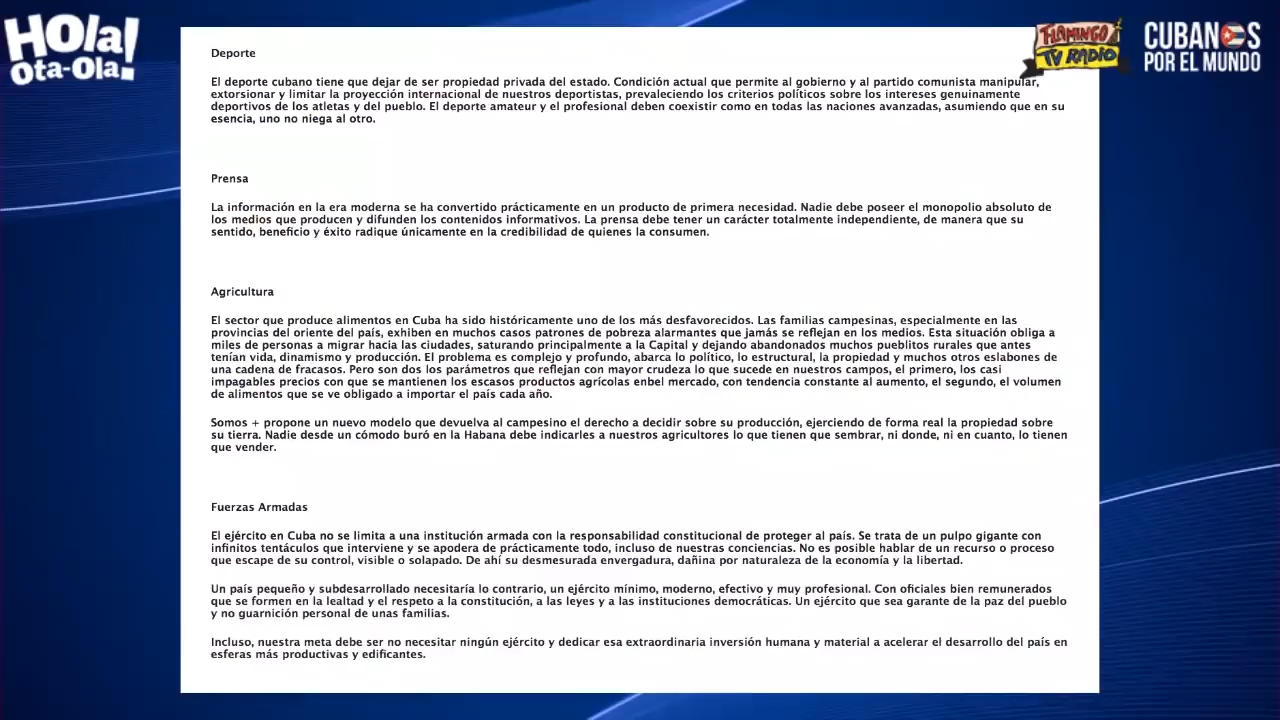 Hola!
Ota-Ola!
FLAMINGO
TV RADIO
CUBANOS
POR EL MUNDO
Deporte
El deporte cubano tiene que dejar de ser propiedad privada del estado. Condición actual que permite al gobierno y al partido comunista manipular,
extorsionar y limitar la proyección internacional de nuestros deportistas, prevaleciendo los criterios políticos sobre los intereses genuinamente
deportivos de los atletas y del pueblo. El deporte amateur y el profesional deben coexistir como en todas las naciones avanzadas, asumiendo que en su
esencia, uno no niega al otro.
Prensa
La información en la era moderna se ha convertido prácticamente en un producto de primera necesidad. Nadie debe poseer el monopolio absoluto de
los medios que producen y difunden los contenidos informativos. La prensa debe tener un carácter totalmente independiente, de manera que su
sentido, beneficio y éxito radique únicamente en la credibilidad de quienes la consumen.
Agricultura
El sector que produce alimentos en Cuba ha sido históricamente uno de los más desfavorecidos. Las familias campesinas, especialmente en las
provincias del oriente del país, exhiben en muchos casos patrones de pobreza alarmantes que jamás se reflejan en los medios. Esta situación obliga a
miles de personas a migrar hacia las ciudades, saturando principalmente a la Capital y dejando abandonados muchos pueblitos rurales que antes
tenían vida, dinamismo y producción. El problema es complejo y profundo, abarca lo político, lo estructural, la propiedad y muchos otros eslabones de
una cadena de fracasos. Pero son dos los parámetros que reflejan con mayor crudeza lo que sucede en nuestros campos, el primero, los casi
impagables precios con que se mantienen los escasos productos agrícolas enbel mercado, con tendencia constante al aumento, el segundo, el volumen
de alimentos que se ve obligado a importar el país cada año.
Somos + propone un nuevo modelo que devuelva al campesino el derecho a decidir sobre su producción, ejerciendo de forma real la propiedad sobre
su tierra. Nadie desde un cómodo buró en la Habana debe indicarles a nuestros agricultores lo que tienen que sembrar, ni donde, ni en cuanto, lo tienen
que vender.
Fuerzas Armadas
El ejército en Cuba no se limita a una institución armada con la responsabilidad constitucional de proteger al país. Se trata de un pulpo gigante con
infinitos tentáculos que interviene y se apodera de prácticamente todo, incluso de nuestras conciencias. No es posible hablar de un recurso o proceso
que escape de su control, visible o solapado. De ahí su desmesurada envergadura, dañina por naturaleza de la economía y la libertad.
Un país pequeño y subdesarrollado necesitaría lo contrario, un ejército mínimo, moderno, efectivo y muy profesional. Con oficiales bien remunerados
que se formen en la lealtad y el respeto a la constitución, a las leyes y a las instituciones democráticas. Un ejército que sea garante de la paz del pueblo
y no guarnición personal de unas familias.
Incluso, nuestra meta debe ser no necesitar ningún ejército y dedicar esa extraordinaria inversión humana y material a acelerar el desarrollo del país en
esferas más productivas y edificantes.